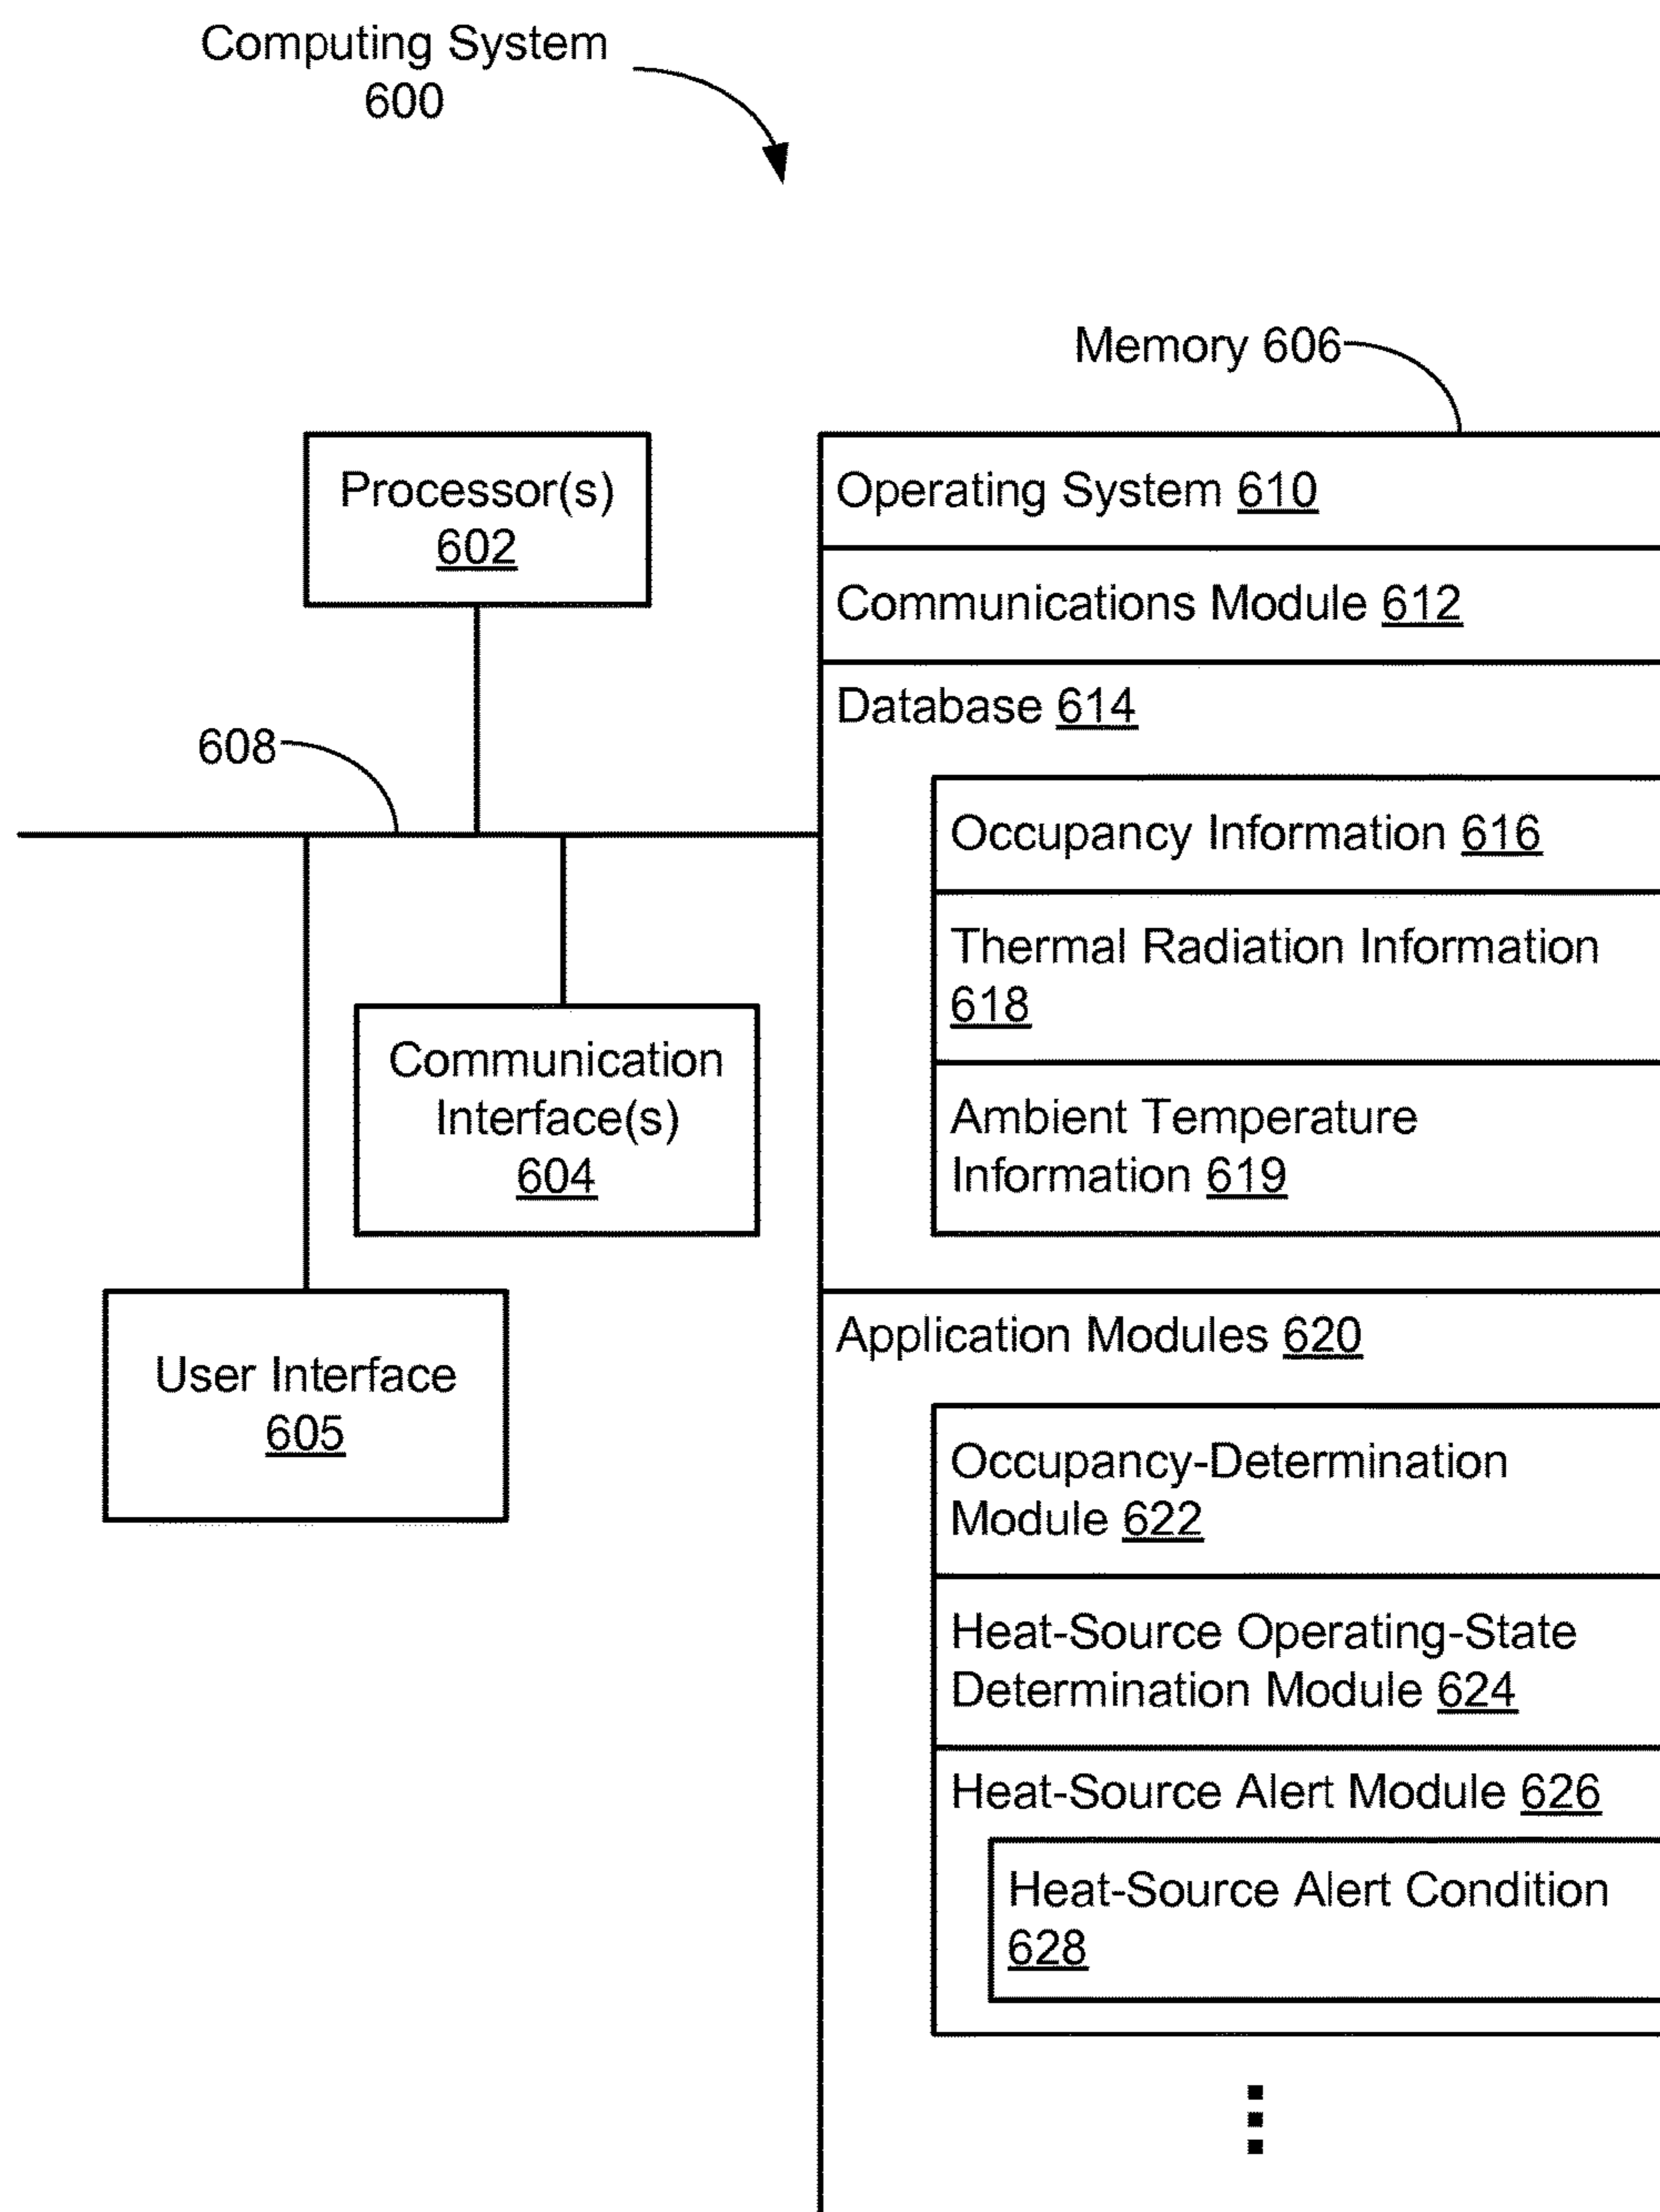 Computing System
600
Memory 606
Processor(s)
602
Operating System 610
Communications Module 612
Database 614
608
Occupancy Information 616
Thermal Radiation Information
618
Ambient Temperature
Information 619
Communication
Interface(s)
604
User Interface
605
Application Modules 620
Occupancy-Determination
Module 622
Heat-Source Operating-State
Determination Module 624
Heat-Source Alert Module 626
Heat-Source Alert Condition
628